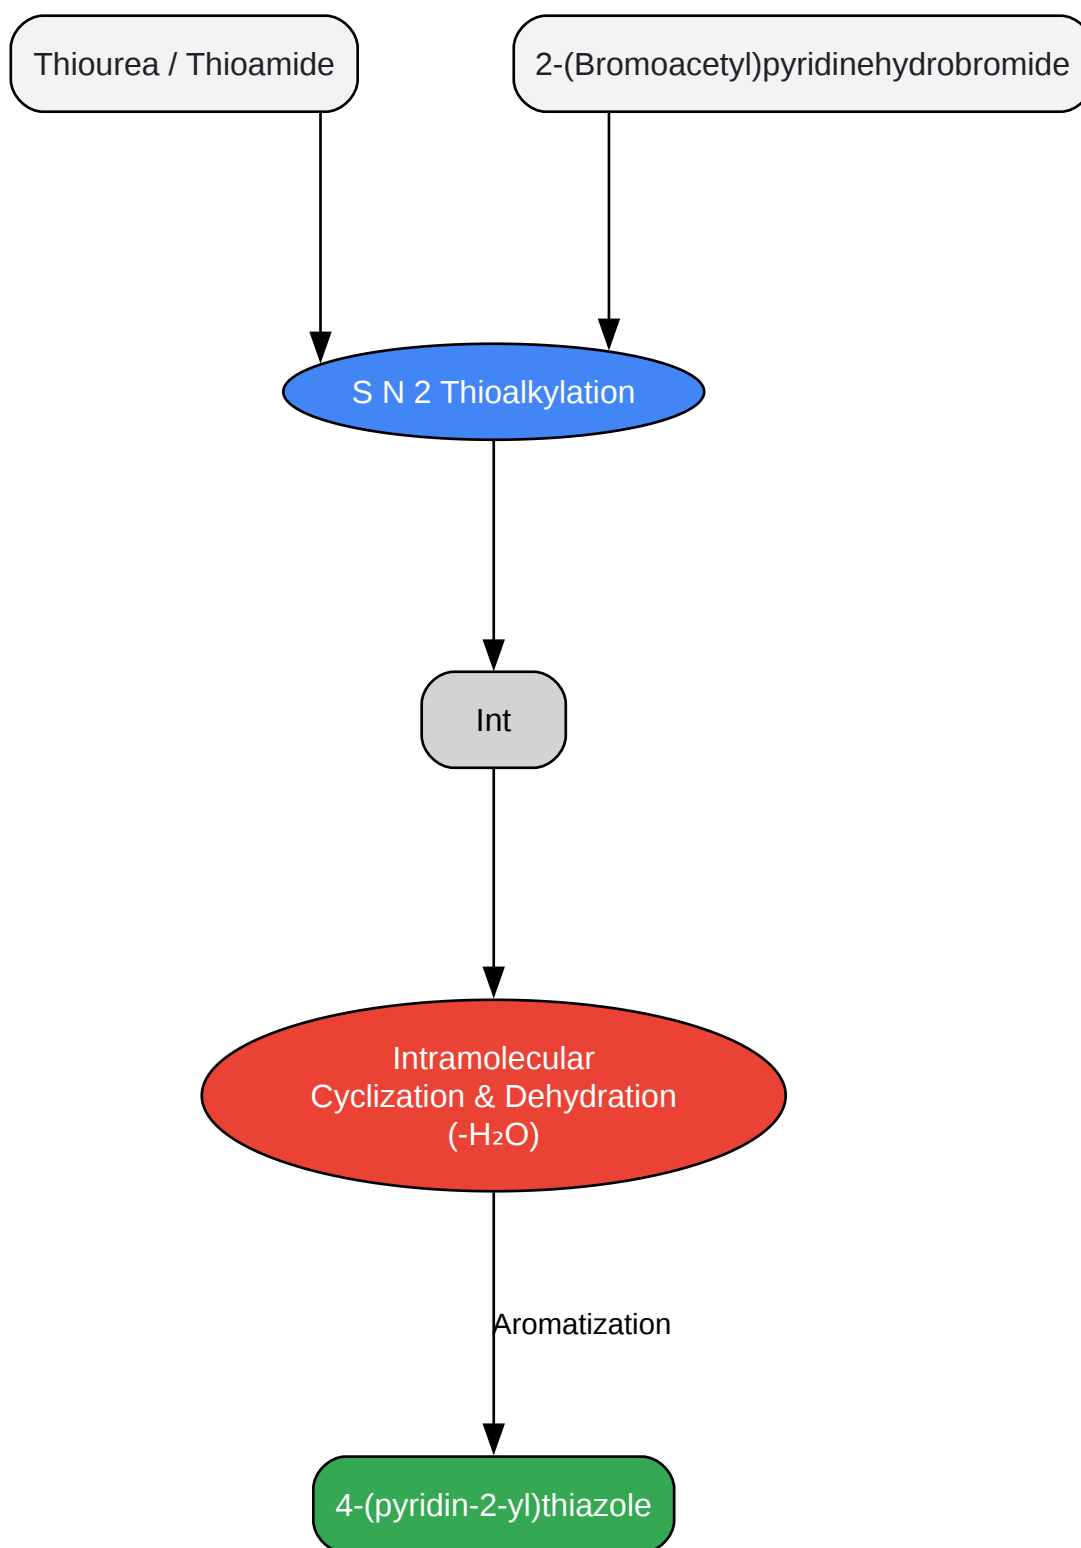 Thiourea / Thioamide
2-(Bromoacetyl)pyridinehydrobromide
S N 2 Thioalkylation
Int
Intramolecular
Cyclization & Dehydration
(-H₂O)
Aromatization
4-(pyridin-2-yl)thiazole